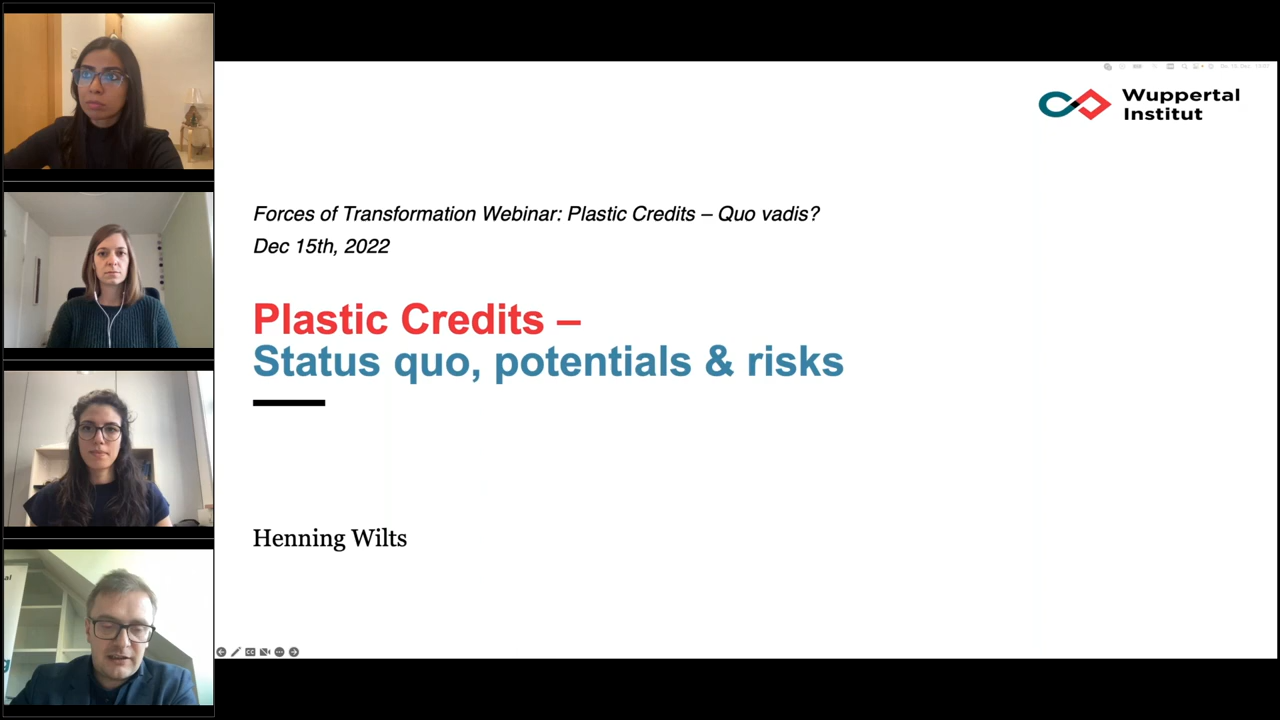 Wuppertal
Institut
Forces of Transformation Webinar: Plastic Credits – Quo vadis?
Dec 15th, 2022
Plastic Credits –
Status quo, potentials & risks
Henning Wilts